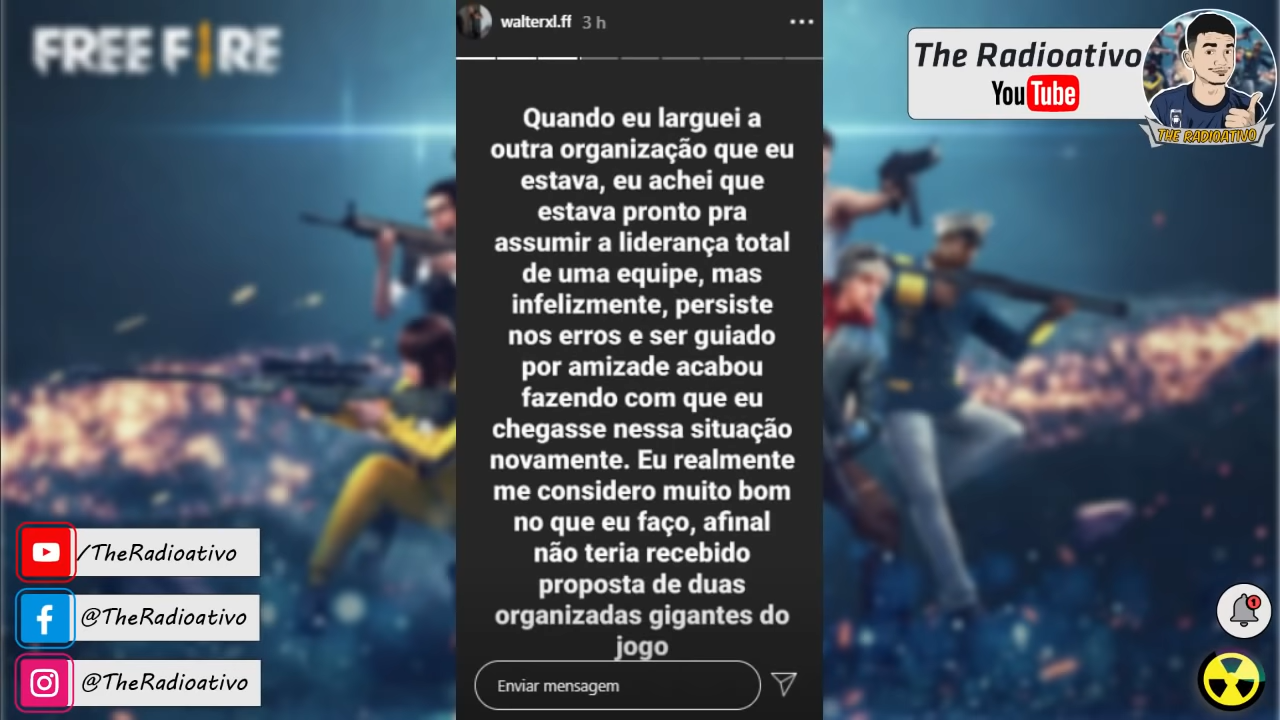 FREE FIRE
walterxl.ff 3 h
Quando eu larguei a
outra organização que eu
estava, eu achei que
estava pronto pra
assumir a liderança total
de uma equipe, mas
infelizmente, persiste
nos erros e ser guiado
por amizade acabou
fazendo com que eu
chegasse nessa situação
novamente. Eu realmente
me considero muito bom
no que eu faço, afinal
não teria recebido
proposta de duas
organizadas gigantes do
jogo
Enviar mensagem
The Radioativo
YouTube
THE RADIOATIVO
/TheRadioativo
@TheRadioativo
@TheRadioativo
1